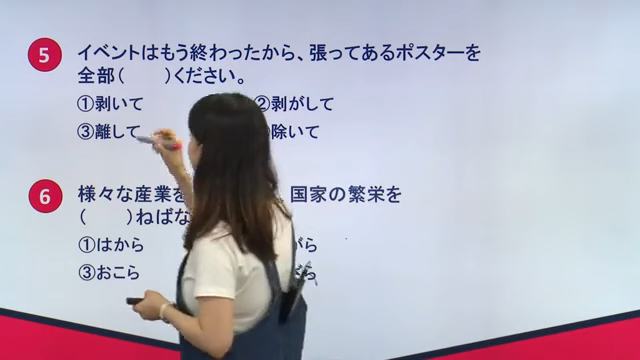 5 イベントはもう終わったから、張ってあるポスターを
全部(　　)ください。
①剥いて ②剥がして
③離して 除いて
6 様々な産業を 国家の繁栄を
(　　)ねばな
①はから がら
③おこら